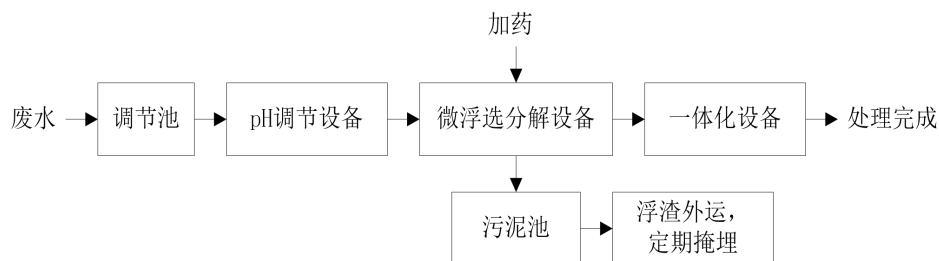 加药
废水
调节池
pH调节设备
微浮选分解设备
一体化设备
处理完成
污泥池
浮渣外运，
定期掩埋